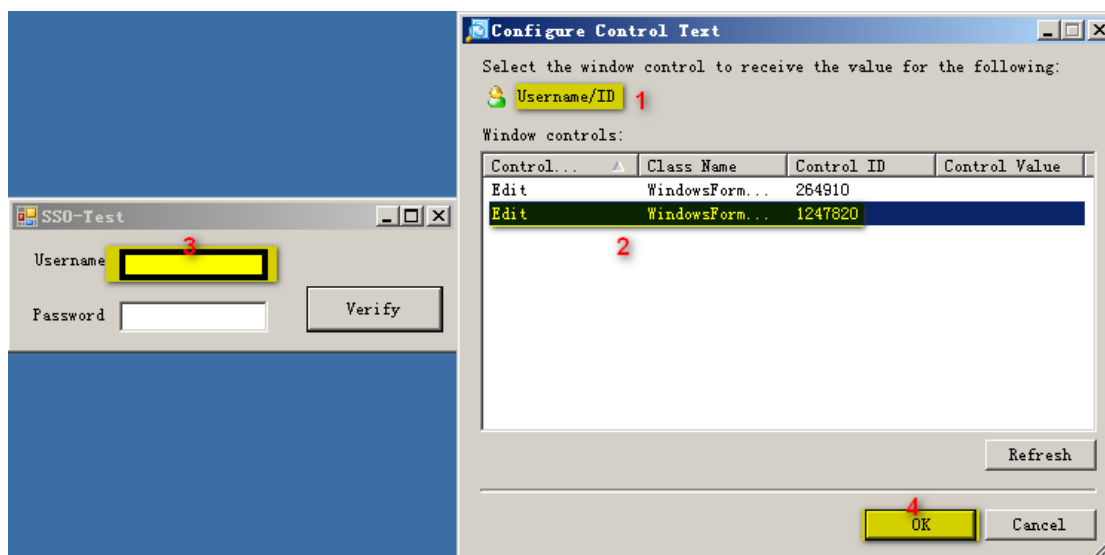 SSO-Test
Username 3
Password
Verify
Configure Control Text
Select the window control to receive the value for the following:
Username/ID 1
Window controls:
Control... Class Name Control ID Control Value
Edit WindowsForm... 264910
Edit WindowsForm... 1247820
2
Refresh
4
OK Cancel